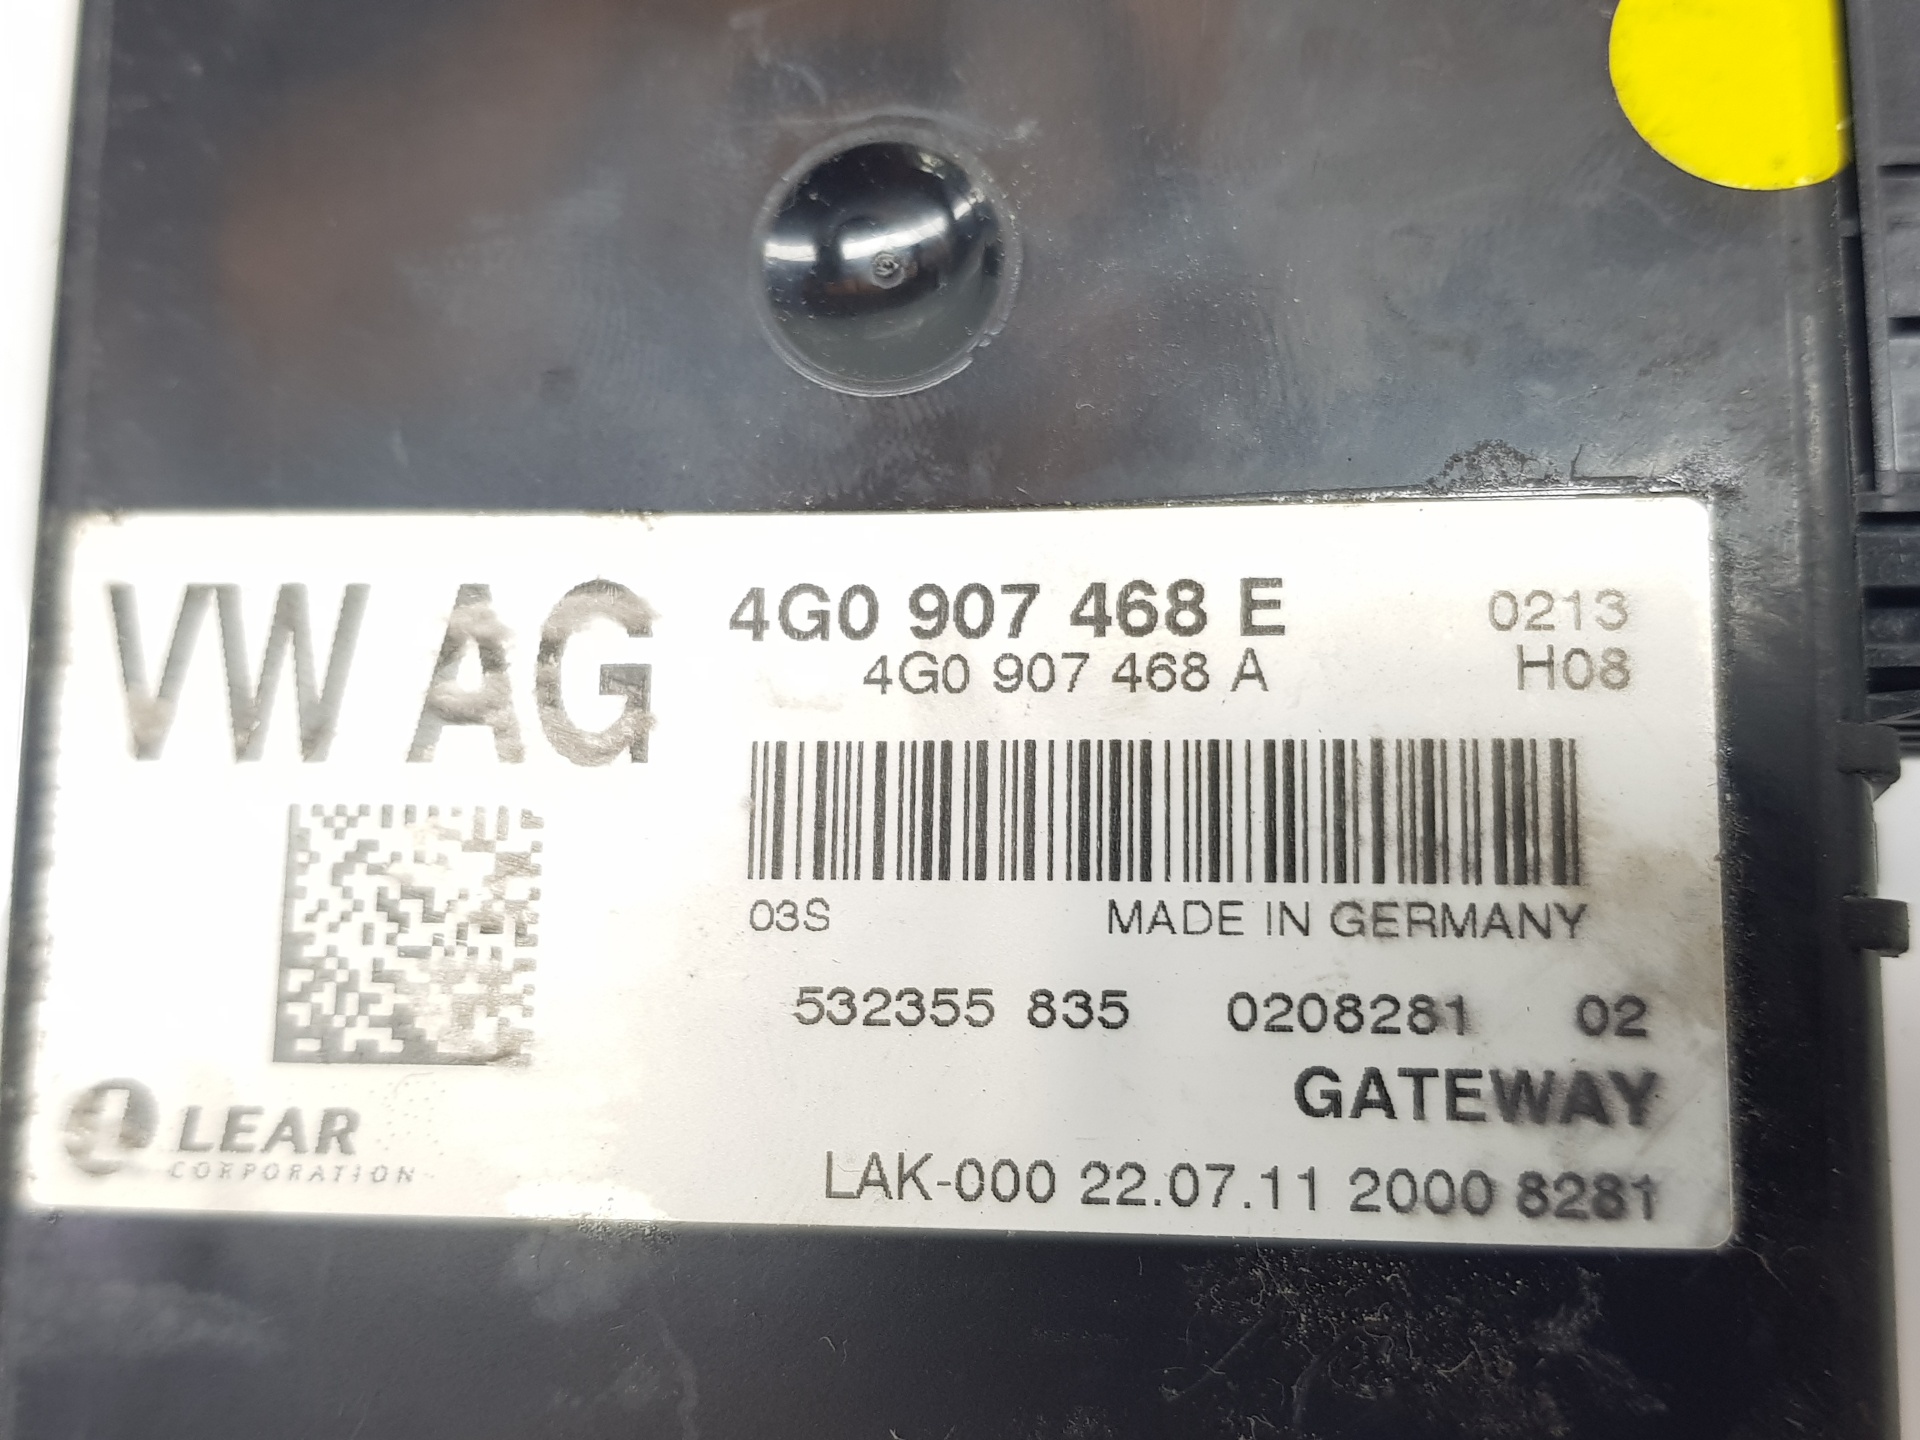 VW AG
4G0 907 468 E 0213
4G0 907 468 A H08
03S MADE IN GERMANY
532355 835 0208281 02
GATEWAY
L LEAR
CORPORATION
LAK-000 22.07.11 2000 8281